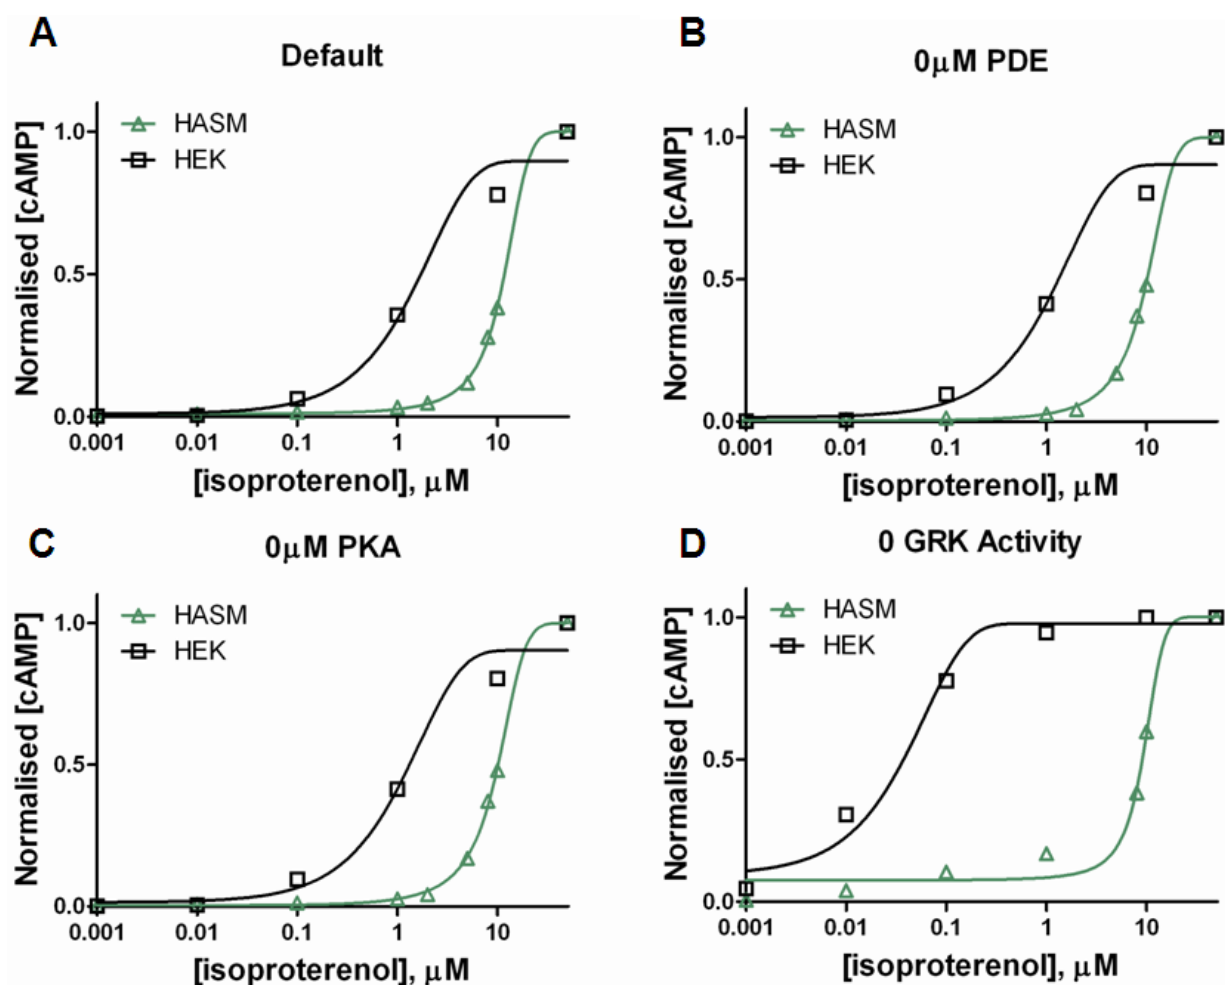 A
Default
Normalised [cAMP]
HASM
HEK
1.0
0.5
0.0
0.001 0.01 0.1 1 10
[isoproterenol], μM
B
0μM PDE
Normalised [cAMP]
HASM
HEK
1.0
0.5
0.0
0.001 0.01 0.1 1 10
[isoproterenol], μM
C
0μM PKA
Normalised [cAMP]
HASM
HEK
1.0
0.5
0.0
0.001 0.01 0.1 1 10
[isoproterenol], μM
D
0 GRK Activity
Normalised [cAMP]
HASM
HEK
1.0
0.5
0.0
0.001 0.01 0.1 1 10
[isoproterenol], μM